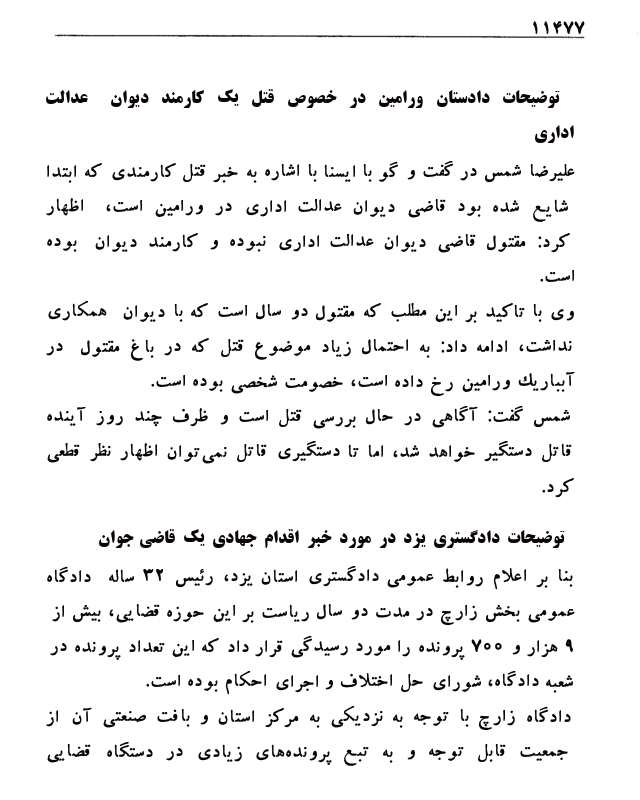 ۱۱۴۷۷
توضیحات دادستان ورامین در خصوص قتل یک کارمند دیوان عدالت
اداری
علیرضا شمس در گفت و گو با ایسنا با اشاره به خبر قتل کارمندی که ابتدا
شایع شده بود قاضی دیوان عدالت اداری در ورامین است، اظهار
کرد: مقتول قاضی دیوان عدالت اداری نبوده و کارمند دیوان بوده
است.
وی با تاکید بر این مطلب که مقتول دو سال است که با دیوان همکاری
نداشت، ادامه داد: به احتمال زیاد موضوع قتل که در باغ مقتول در
آبباریك ورامین رخ داده است، خصومت شخصی بوده است.
شمس گفت: آگاهی در حال بررسی قتل است و ظرف چند روز آینده
قاتل دستگیر خواهد شد، اما تا دستگیری قاتل نمی‌توان اظهار نظر قطعی
کرد.
توضیحات دادگستری یزد در مورد خبر اقدام جهادی یک قاضی جوان
بنا بر اعلام روابط عمومی دادگستری استان یزد، رئیس ۳۲ ساله دادگاه
عمومی بخش زارچ در مدت دو سال ریاست بر این حوزه قضایی، بیش از
۹ هزار و ۷۰۰ پرونده را مورد رسیدگی قرار داد که این تعداد پرونده در
شعبه دادگاه، شورای حل اختلاف و اجرای احکام بوده است.
دادگاه زارچ با توجه به نزدیکی به مرکز استان و بافت صنعتی آن از
جمعیت قابل توجه و به تبع پرونده‌های زیادی در دستگاه قضایی